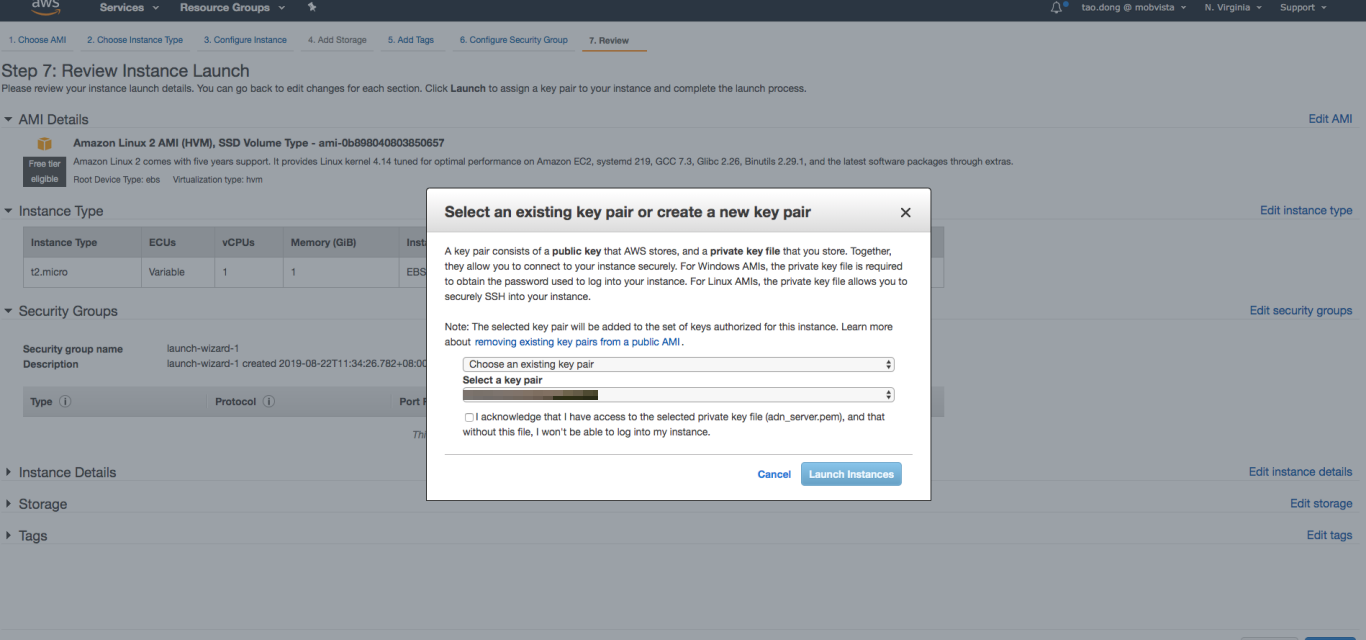 aws
Services
Resource Groups
tao.dong @ mobvista
N. Virginia
Support
1. Choose AMI
2. Choose Instance Type
3. Configure Instance
4. Add Storage
5. Add Tags
6. Configure Security Group
7. Review
Step 7: Review Instance Launch
Please review your instance launch details. You can go back to edit changes for each section. Click Launch to assign a key pair to your instance and complete the launch process.
AMI Details
Edit AMI
Amazon Linux 2 AMI (HVM), SSD Volume Type - ami-0b898040803850657
Free tier
eligible
Amazon Linux 2 comes with five years support. It provides Linux kernel 4.14 tuned for optimal performance on Amazon EC2, systemd 219, GCC 7.3, Glibc 2.26, Binutils 2.29.1, and the latest software packages through extras.
Root Device Type: ebs Virtualization type: hvm
Instance Type
Edit instance type
Instance Type
ECUs
vCPUs
Memory (GiB)
Inst
t2.micro
Variable
1
1
EBS
Security Groups
Edit security groups
Security group name
launch-wizard-1
Description
launch-wizard-1 created 2019-08-22T11:34:26.782+08:00
Type
Protocol
Port
Thi
Instance Details
Edit instance details
Storage
Edit storage
Tags
Edit tags
Select an existing key pair or create a new key pair
A key pair consists of a public key that AWS stores, and a private key file that you store. Together,
they allow you to connect to your instance securely. For Windows AMIs, the private key file is required
to obtain the password used to log into your instance. For Linux AMIs, the private key file allows you to
securely SSH into your instance.
Note: The selected key pair will be added to the set of keys authorized for this instance. Learn more
about removing existing key pairs from a public AMI.
Choose an existing key pair
Select a key pair
I acknowledge that I have access to the selected private key file (adn_server.pem), and that
without this file, I won't be able to log into my instance.
Cancel
Launch Instances